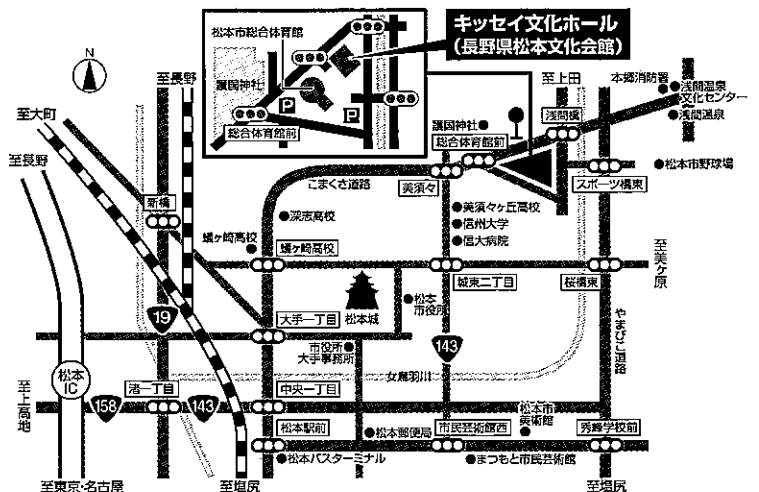 キッセイ文化ホール
(長野県松本文化会館)
松本市総合体育館
護国神社
P
P
総合体育館前
N
至長野
至大町
至長野
至上田
本郷消防署
浅間温泉
文化センター
浅間温泉
浅間橋
護国神社
総合体育館前
松本市野球場
スポーツ橋東
美須々
こまくさ道路
新橋
深志高校
美須々ヶ丘高校
信州大学
信大病院
蟻ヶ崎高校
蟻ヶ崎高校
城東二丁目
桜橋東
至美ヶ原
松本城
松本
市役所
19
大手一丁目
市役所
大手事務所
143
やまびこ道路
女鳥羽川
松本
IC
至上高地
158
渚一丁目
143
中央一丁目
松本市
美術館
松本駅前
松本郵便局
市民芸術館西
秀峰学校前
松本バスターミナル
まつもと市民芸術館
至東京・名古屋
至塩尻
至塩尻